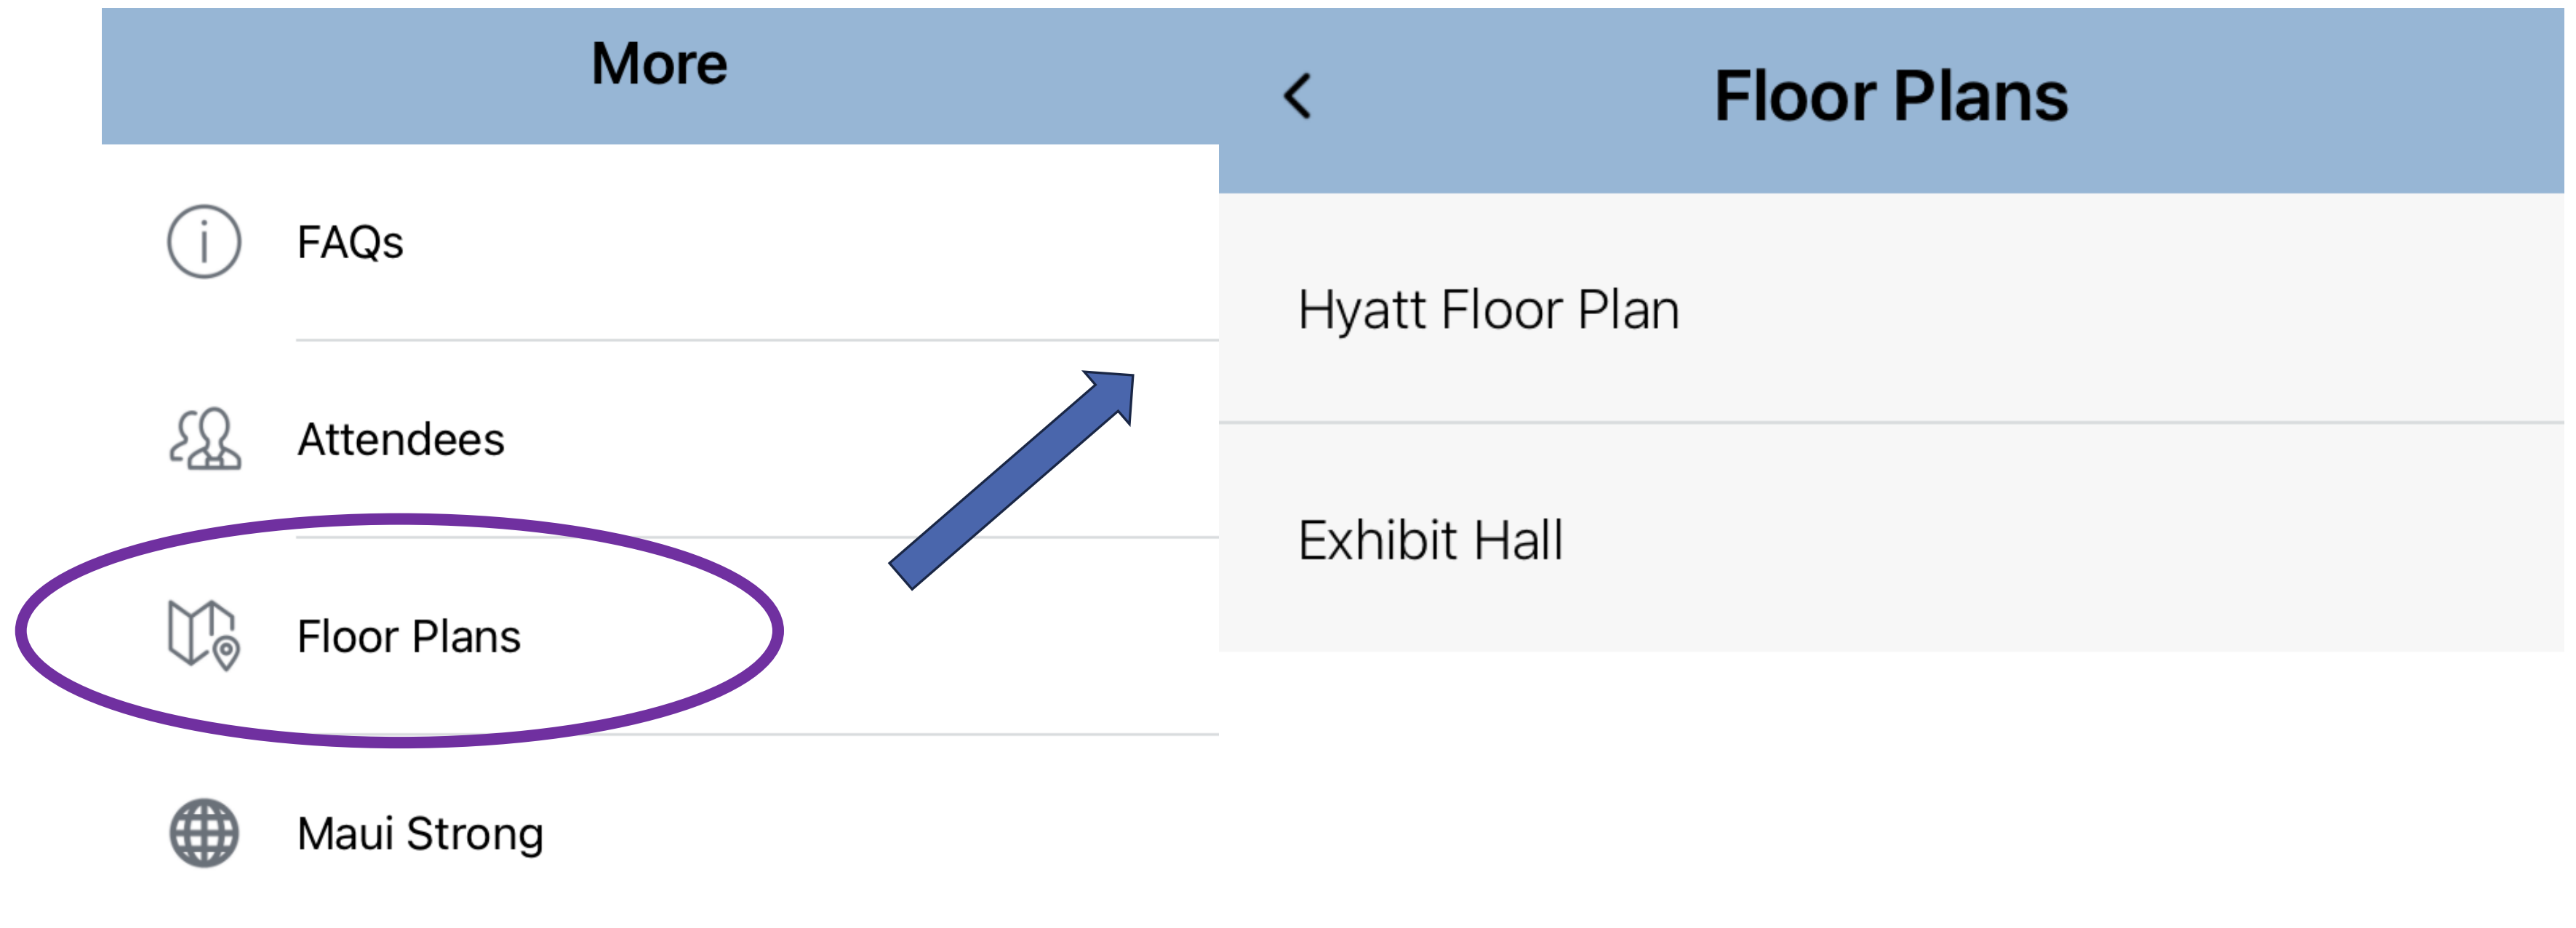 More
FAQs
Attendees
Floor Plans
Maui Strong
Floor Plans
Hyatt Floor Plan
Exhibit Hall